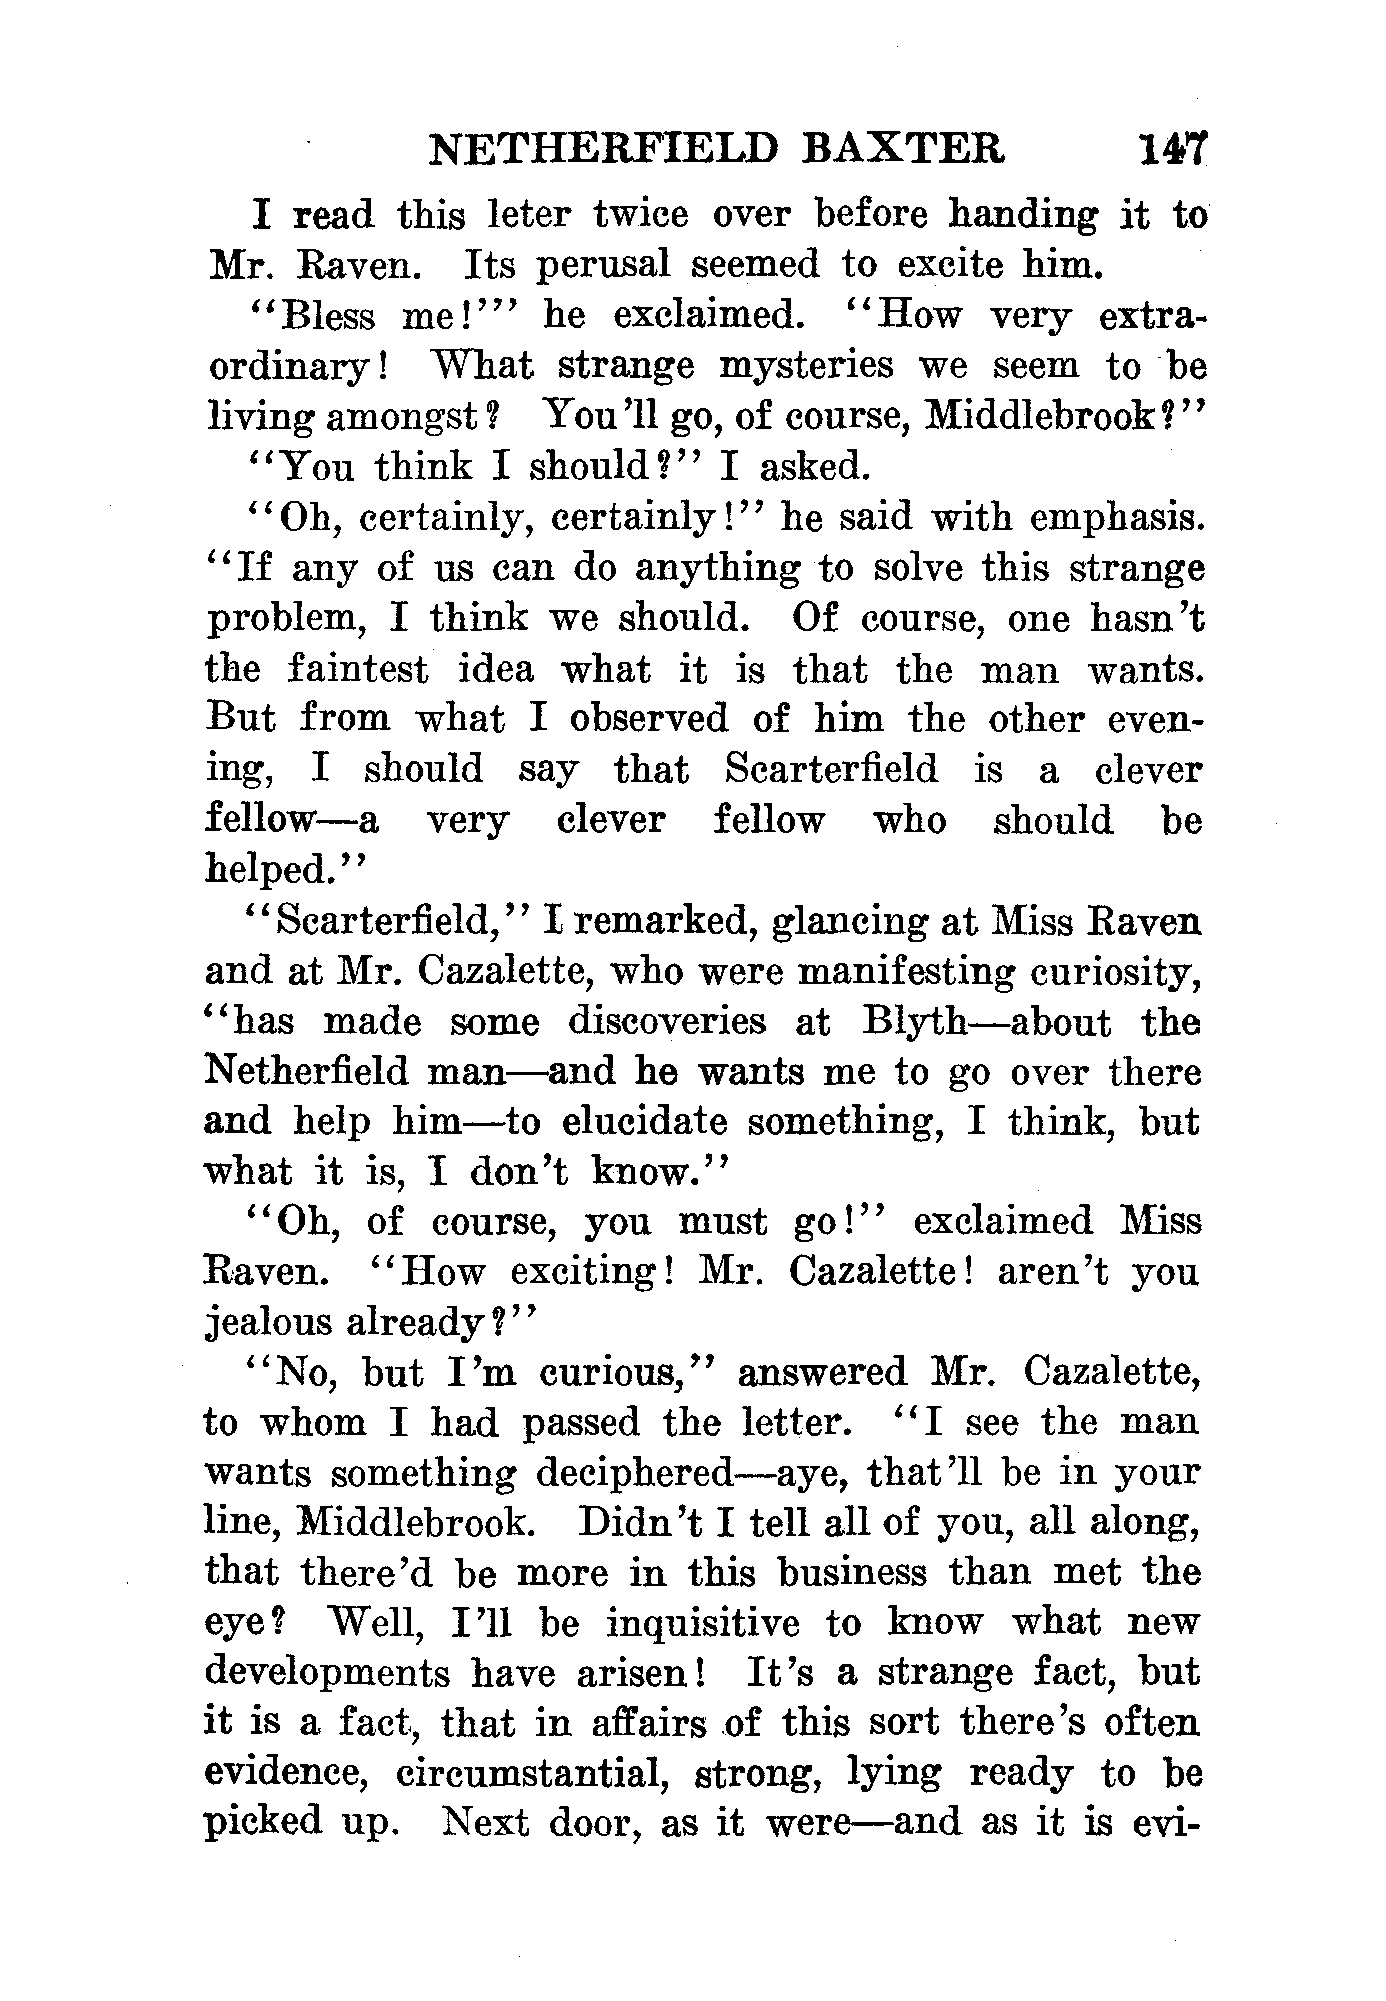 NETHERFIELD BAXTER 147
I read this leter twice over before handing it to
Mr. Raven. Its perusal seemed to excite him.
"Bless me!"' he exclaimed. "How very extra-
ordinary! What strange mysteries we seem to be
living amongst? You'll go, of course, Middlebrook?"
"You think I should?" I asked.
"Oh, certainly, certainly!" he said with emphasis.
"If any of us can do anything to solve this strange
problem, I think we should. Of course, one hasn't
the faintest idea what it is that the man wants.
But from what I observed of him the other even-
ing, I should say that Scarterfield is a clever
fellow—a very clever fellow who should be
helped."
"Scarterfield," I remarked, glancing at Miss Raven
and at Mr. Cazalette, who were manifesting curiosity,
"has made some discoveries at Blyth—about the
Netherfield man—and he wants me to go over there
and help him—to elucidate something, I think, but
what it is, I don't know."
"Oh, of course, you must go!" exclaimed Miss
Raven. "How exciting! Mr. Cazalette! aren't you
jealous already?"
"No, but I'm curious," answered Mr. Cazalette,
to whom I had passed the letter. "I see the man
wants something deciphered—aye, that'll be in your
line, Middlebrook. Didn't I tell all of you, all along,
that there'd be more in this business than met the
eye? Well, I'll be inquisitive to know what new
developments have arisen! It's a strange fact, but
it is a fact, that in affairs of this sort there's often
evidence, circumstantial, strong, lying ready to be
picked up. Next door, as it were—and as it is evi-